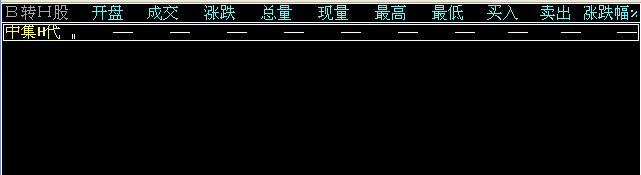 B转H股 开盘 成交 涨跌 总量 现量 最高 最低 买入 卖出 涨跌幅%
中集H代 〃 — — — — — — — — — —